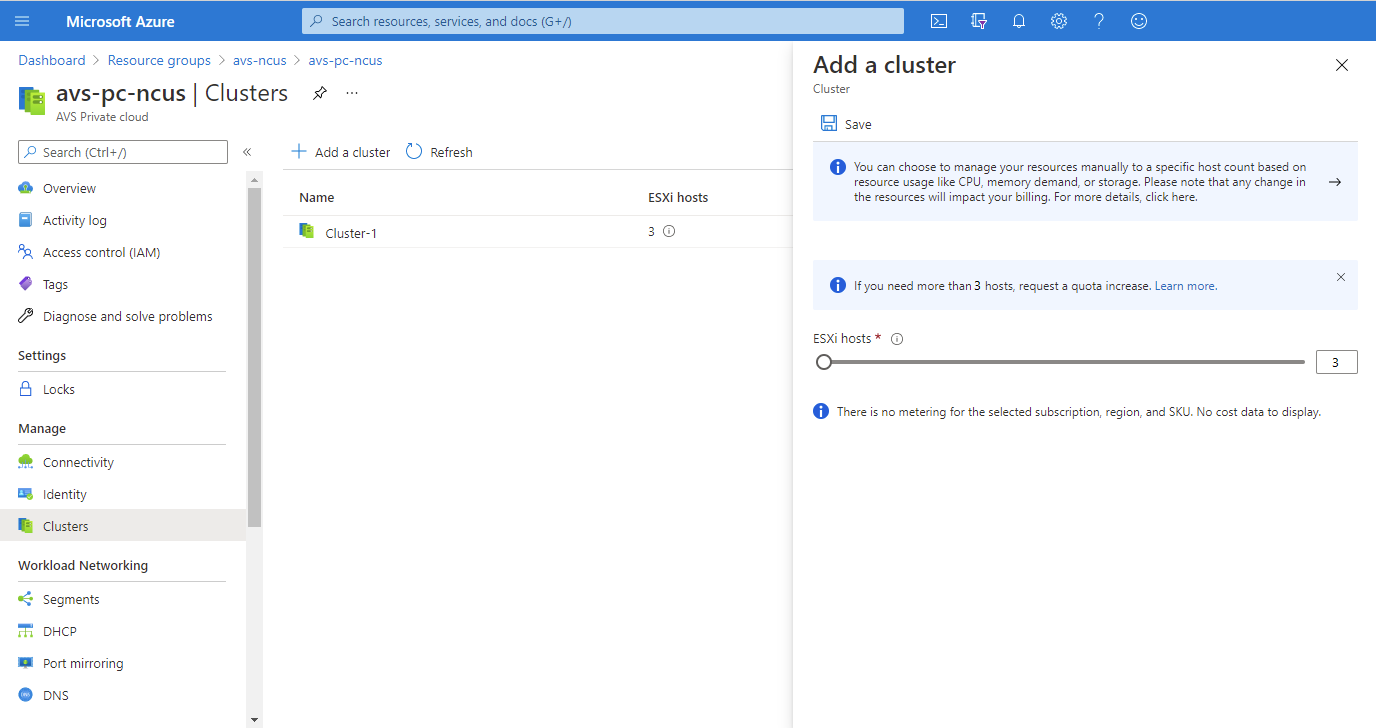 Microsoft Azure
Search resources, services, and docs (G+/)
Dashboard > Resource groups > avs-ncus > avs-pc-ncus
avs-pc-ncus | Clusters
...
AVS Private cloud
Search (Ctrl+/)
«
Overview
Activity log
Access control (IAM)
Tags
Diagnose and solve problems
Settings
Locks
Manage
Connectivity
Identity
Clusters
Workload Networking
Segments
DHCP
Port mirroring
DNS
Add a cluster
Refresh
Name
ESXi hosts
Cluster-1
3
Add a cluster
Cluster
Save
You can choose to manage your resources manually to a specific host count based on
resource usage like CPU, memory demand, or storage. Please note that any change in
the resources will impact your billing. For more details, click here.
If you need more than 3 hosts, request a quota increase. Learn more.
ESXi hosts *
3
There is no metering for the selected subscription, region, and SKU. No cost data to display.